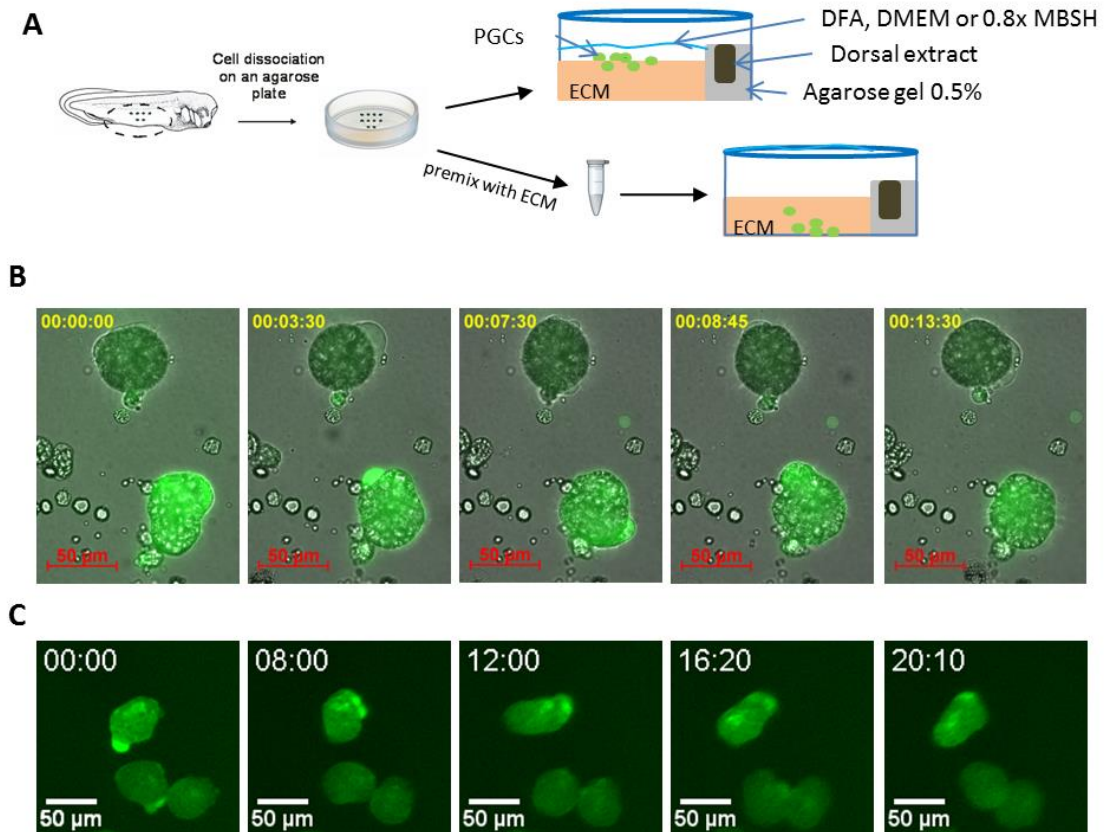 A
Cell dissociation
on an agarose
plate
PGCs
ECM
DFA, DMEM or 0.8x MBSH
Dorsal extract
Agarose gel 0.5%
premix with ECM
ECM
B
00:00:00
00:03:30
00:07:30
00:08:45
00:13:30
50 µm
50 µm
50 µm
50 µm
50 µm
C
00:00
08:00
12:00
16:20
20:10
50 µm
50 µm
50 µm
50 µm
50 µm